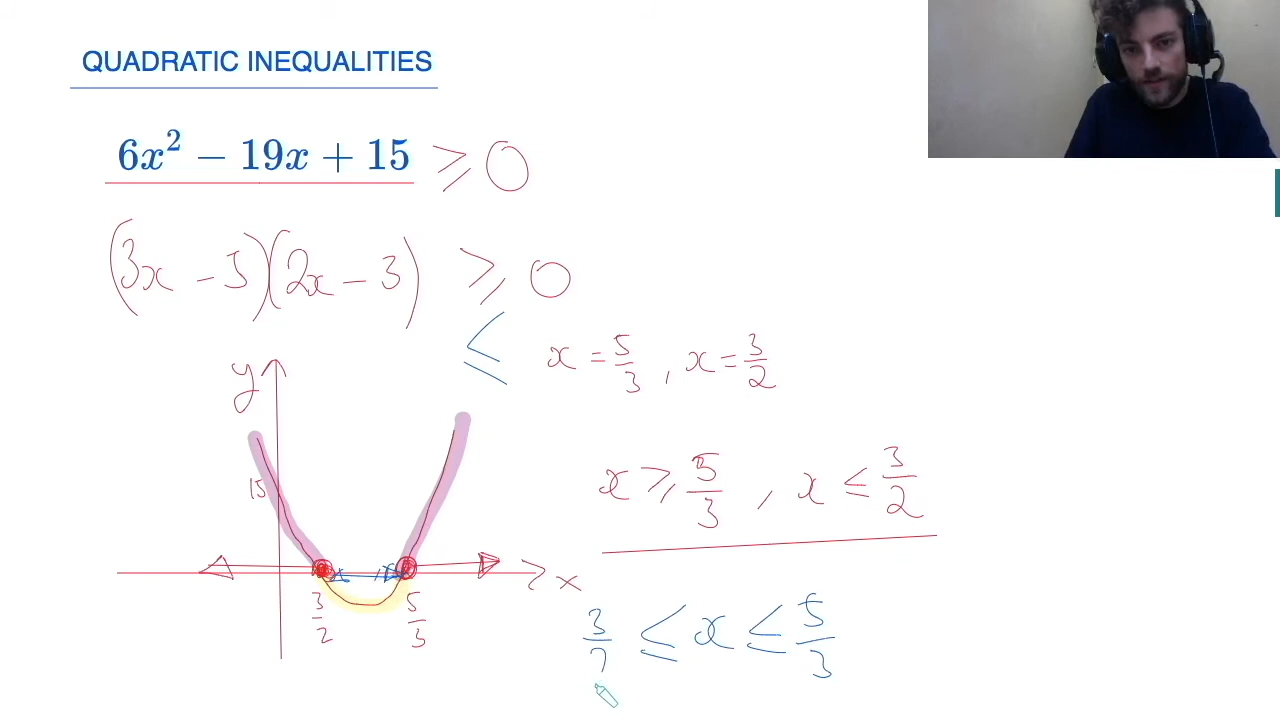 QUADRATIC INEQUALITIES
6x² − 19x + 15 ≥ 0
(3x − 5)(2x − 3) ≥ 0
≤
x = 5/3 , x = 3/2
y
15
x ≥ 5/3 , x ≤ 3/2
x
3/2 5/3
3/2 ≤ x ≤ 5/3